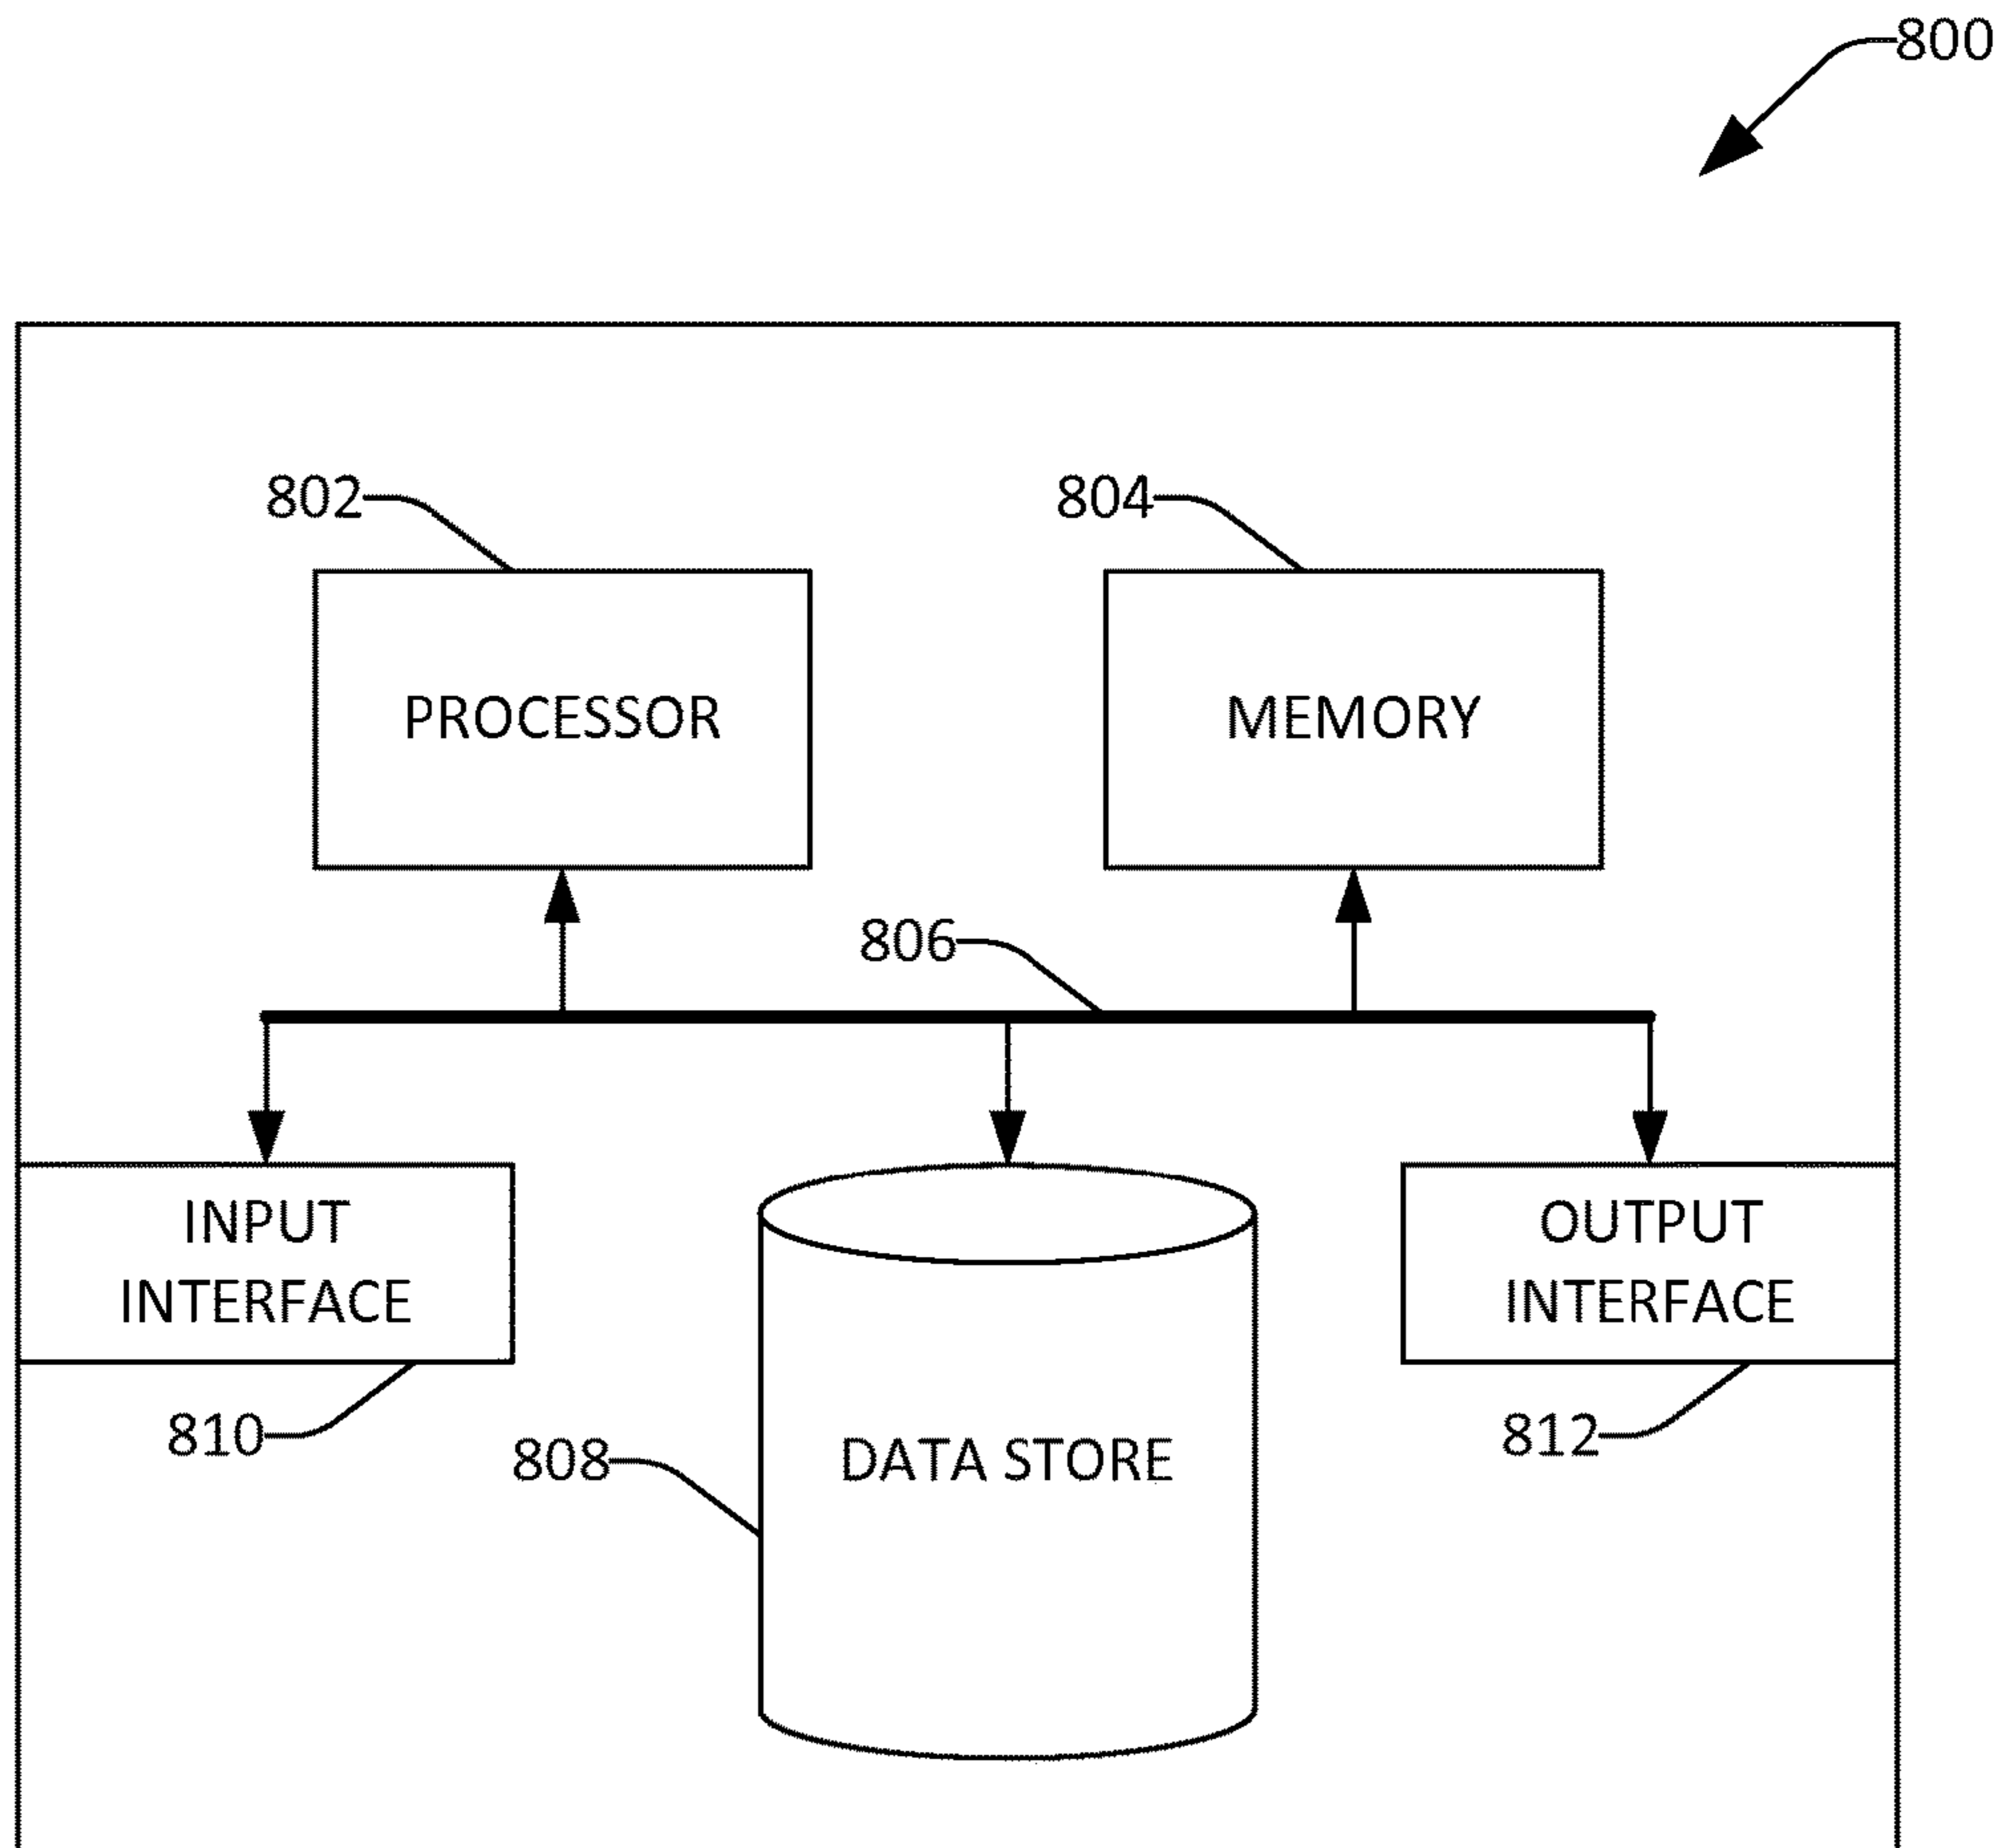 800
802
804
PROCESSOR
MEMORY
806
INPUT
INTERFACE
OUTPUT
INTERFACE
810
808
DATA STORE
812